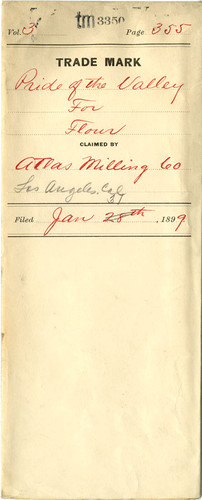 tm 3350
Vol. 3 Page 355
TRADE MARK
Pride of the Valley
For
Flour
CLAIMED BY
Atlas Milling Co
Los Angeles, Cal
37
Filed Jan 28th, 1899